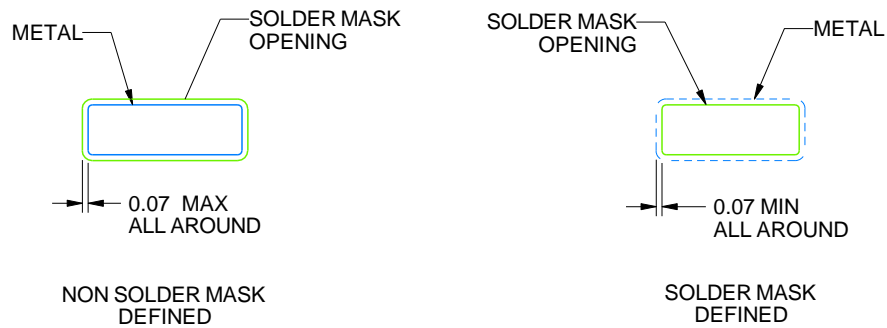 METAL
SOLDER MASK
OPENING
0.07 MAX
ALL AROUND
NON SOLDER MASK
DEFINED
SOLDER MASK
OPENING
METAL
0.07 MIN
ALL AROUND
SOLDER MASK
DEFINED